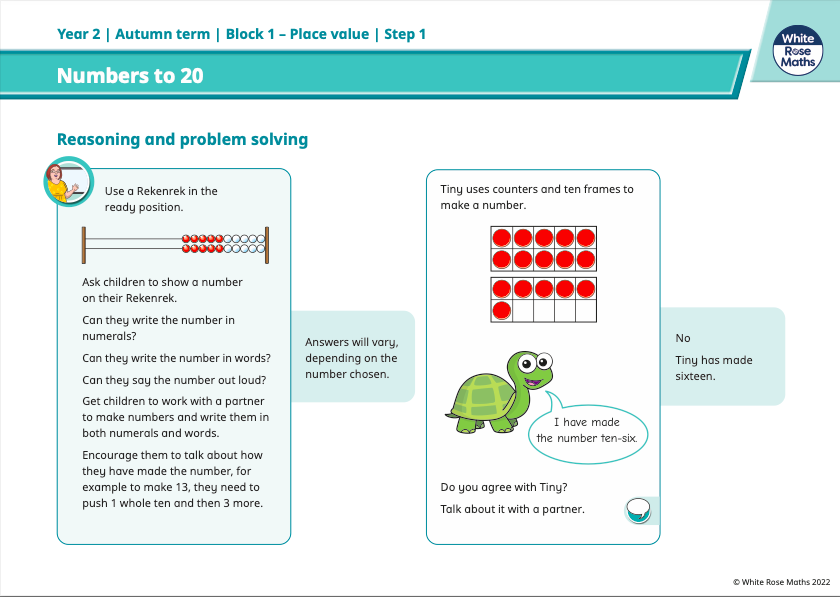 Year 2 | Autumn term | Block 1 – Place value | Step 1
White
Rose
Maths
Numbers to 20
Reasoning and problem solving
Use a Rekenrek in the
ready position.
Ask children to show a number
on their Rekenrek.
Can they write the number in
numerals?
Can they write the number in words?
Can they say the number out loud?
Get children to work with a partner
to make numbers and write them in
both numerals and words.
Encourage them to talk about how
they have made the number, for
example to make 13, they need to
push 1 whole ten and then 3 more.
Answers will vary,
depending on the
number chosen.
Tiny uses counters and ten frames to
make a number.
I have made
the number ten-six.
Do you agree with Tiny?
Talk about it with a partner.
No
Tiny has made
sixteen.
© White Rose Maths 2022